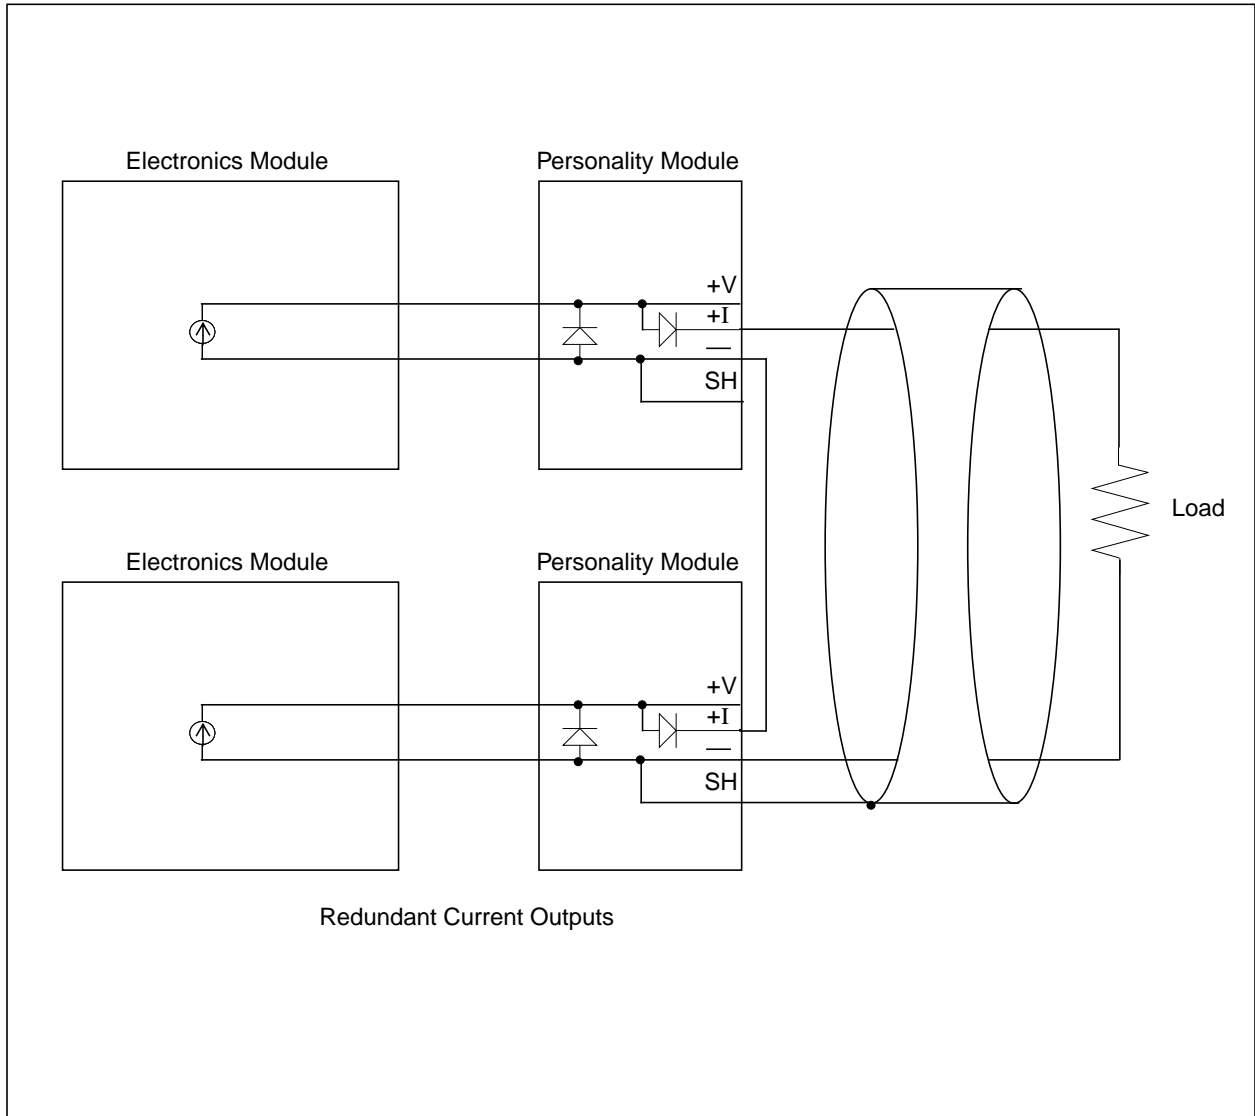 Electronics Module
Personality Module
+V
+I
—
SH
Load
Electronics Module
Personality Module
+V
+I
—
SH
Redundant Current Outputs